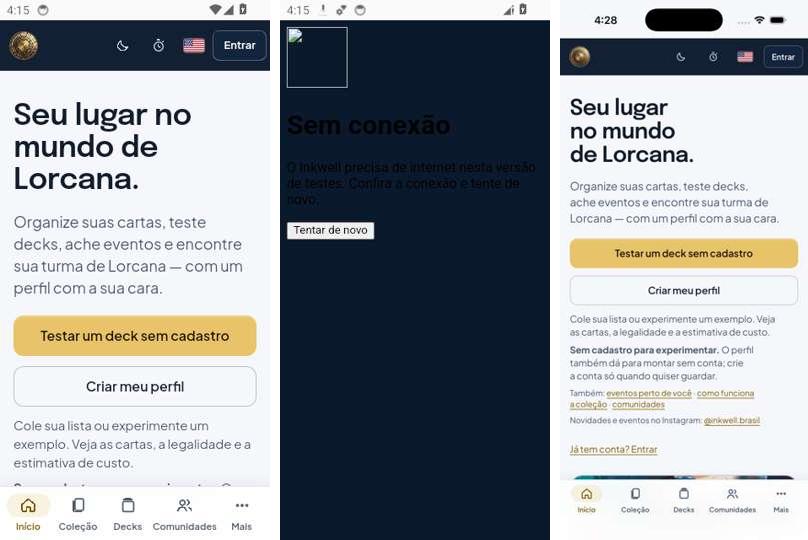 4:15
Entrar
Seu lugar no
mundo de
Lorcana.
Organize suas cartas, teste
decks, ache eventos e encontre
sua turma de Lorcana — com um
perfil com a sua cara.
Testar um deck sem cadastro
Criar meu perfil
Cole sua lista ou experimente um
exemplo. Veja as cartas, a legalidade e a
estimativa de custo.
Início
Coleção
Decks
Comunidades
Mais
4:15
Sem conexão
O Inkwell precisa de internet nesta versão
de testes. Confira a conexão e tente de
novo.
Tentar de novo
4:28
Entrar
Seu lugar
no mundo
de Lorcana.
Organize suas cartas, teste decks,
ache eventos e encontre sua turma de
Lorcana — com um perfil com a sua cara.
Testar um deck sem cadastro
Criar meu perfil
Cole sua lista ou experimente um exemplo. Veja
as cartas, a legalidade e a estimativa de custo.
Sem cadastro para experimentar. O perfil
também dá para montar sem conta; crie
a conta só quando quiser guardar.
Também: eventos perto de você · como funciona
a coleção · comunidades
Novidades e eventos no Instagram: @inkwell.brasil
Já tem conta? Entrar
Início
Coleção
Decks
Comunidades
Mais